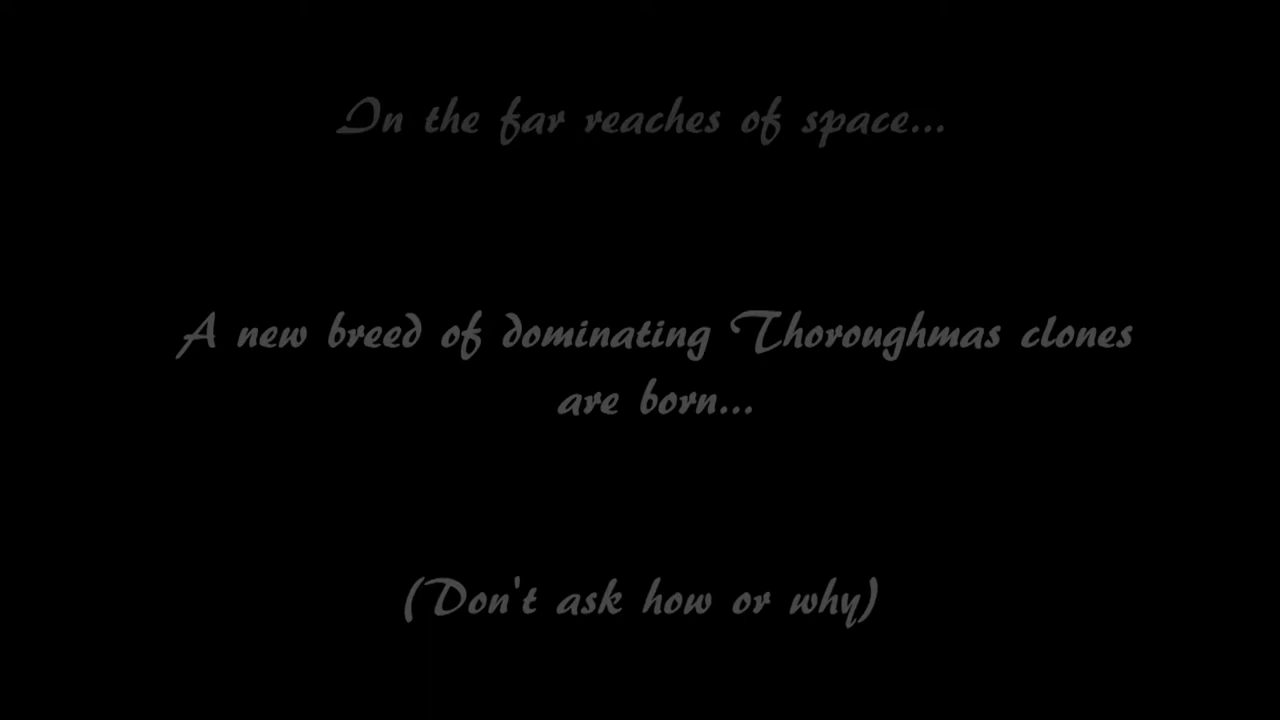 In the far reaches of space...
A new breed of dominating Thoroughmas clones
are born...
(Don't ask how or why)